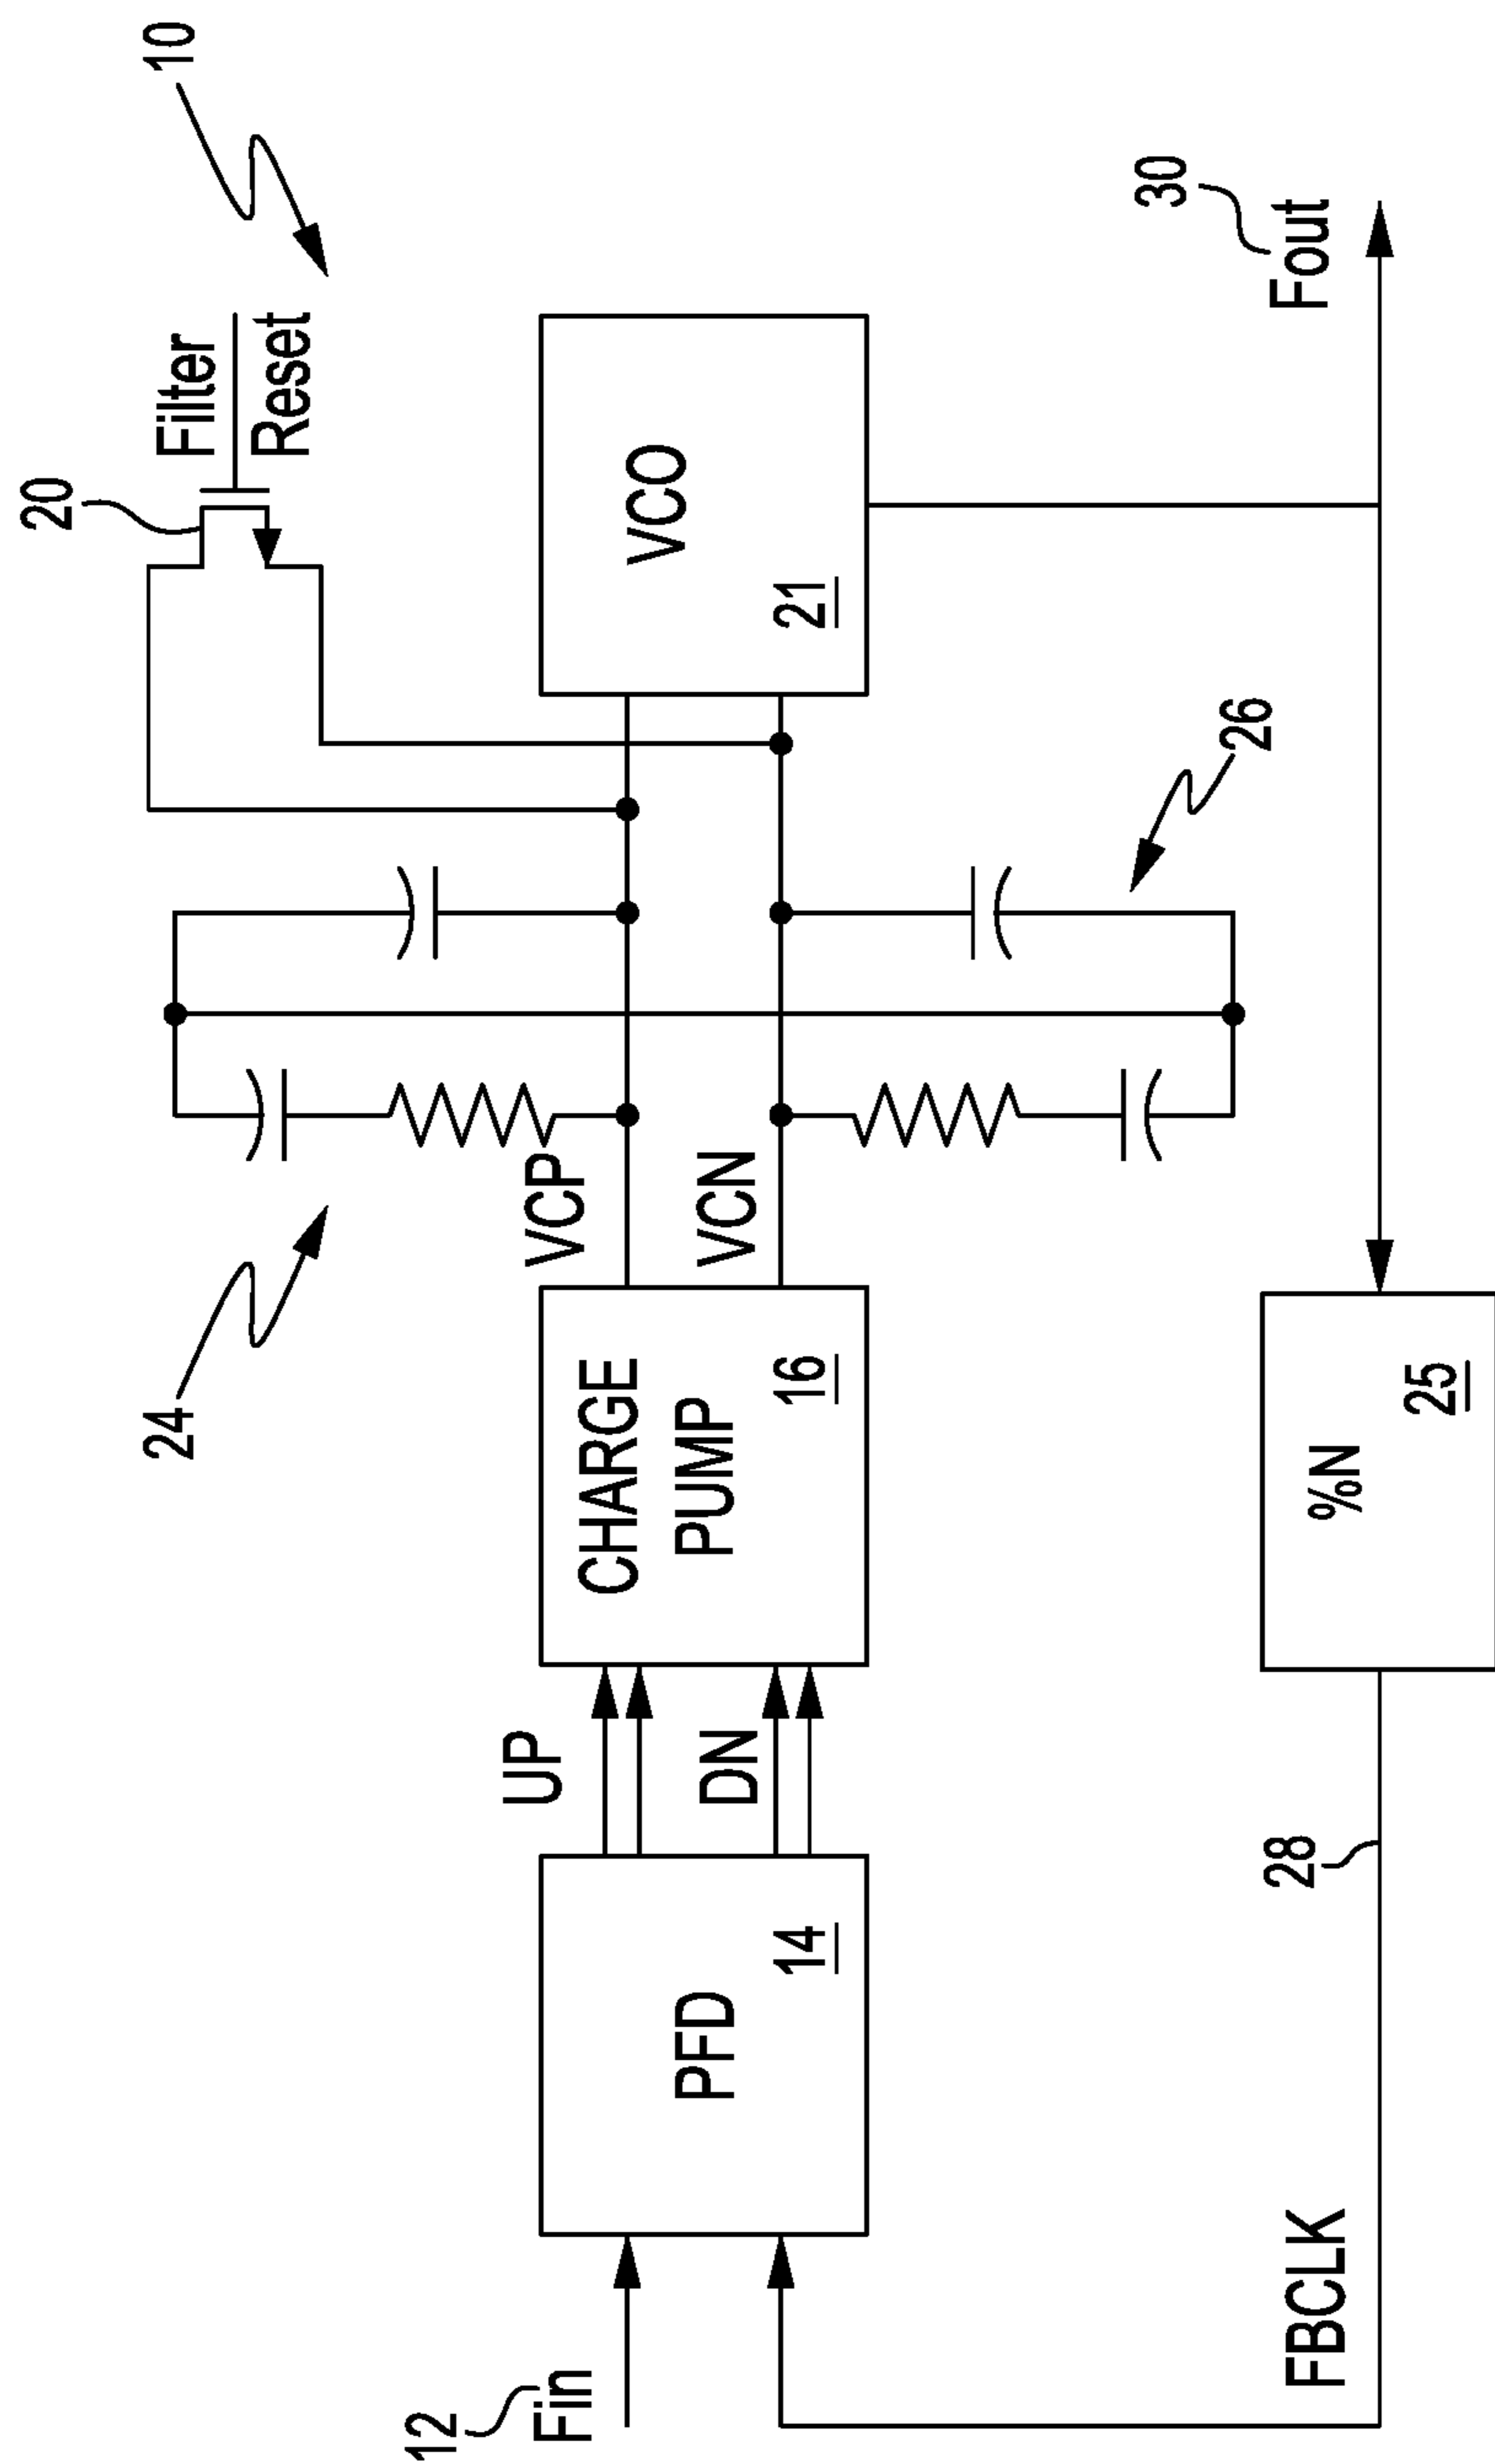 10
20
Filter
Reset
24
26
30
Fout
12
Fin
PFD
14
UP
DN
CHARGE
PUMP
16
VCP
VCN
VCO
21
FBCLK
28
%N
25